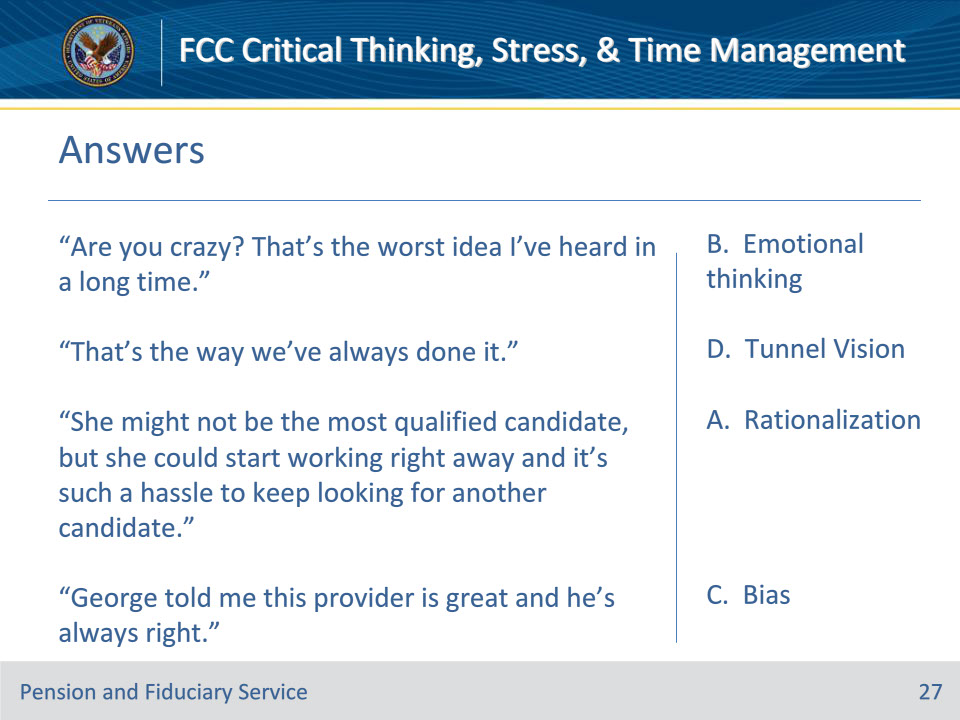 FCC Critical Thinking, Stress, & Time Management
Answers
“Are you crazy? That’s the worst idea I’ve heard in
a long time.”
B.  Emotional
thinking
“That’s the way we’ve always done it.”
D.  Tunnel Vision
“She might not be the most qualified candidate,
but she could start working right away and it’s
such a hassle to keep looking for another
candidate.”
A.  Rationalization
“George told me this provider is great and he’s
always right.”
C.  Bias
Pension and Fiduciary Service
27